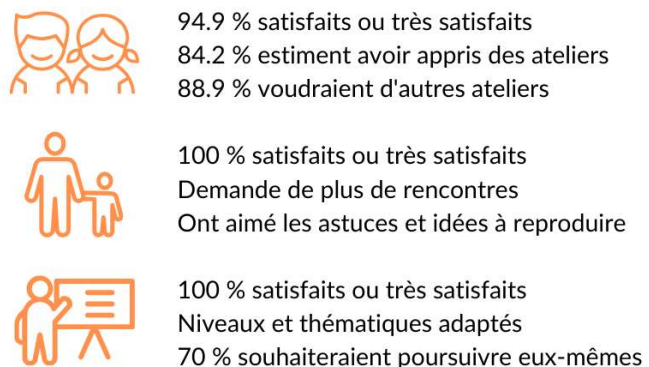 94.9 % satisfaits ou très satisfaits
84.2 % estiment avoir appris des ateliers
88.9 % voudraient d'autres ateliers
100 % satisfaits ou très satisfaits
Demande de plus de rencontres
Ont aimé les astuces et idées à reproduire
100 % satisfaits ou très satisfaits
Niveaux et thématiques adaptés
70 % souhaiteraient poursuivre eux-mêmes